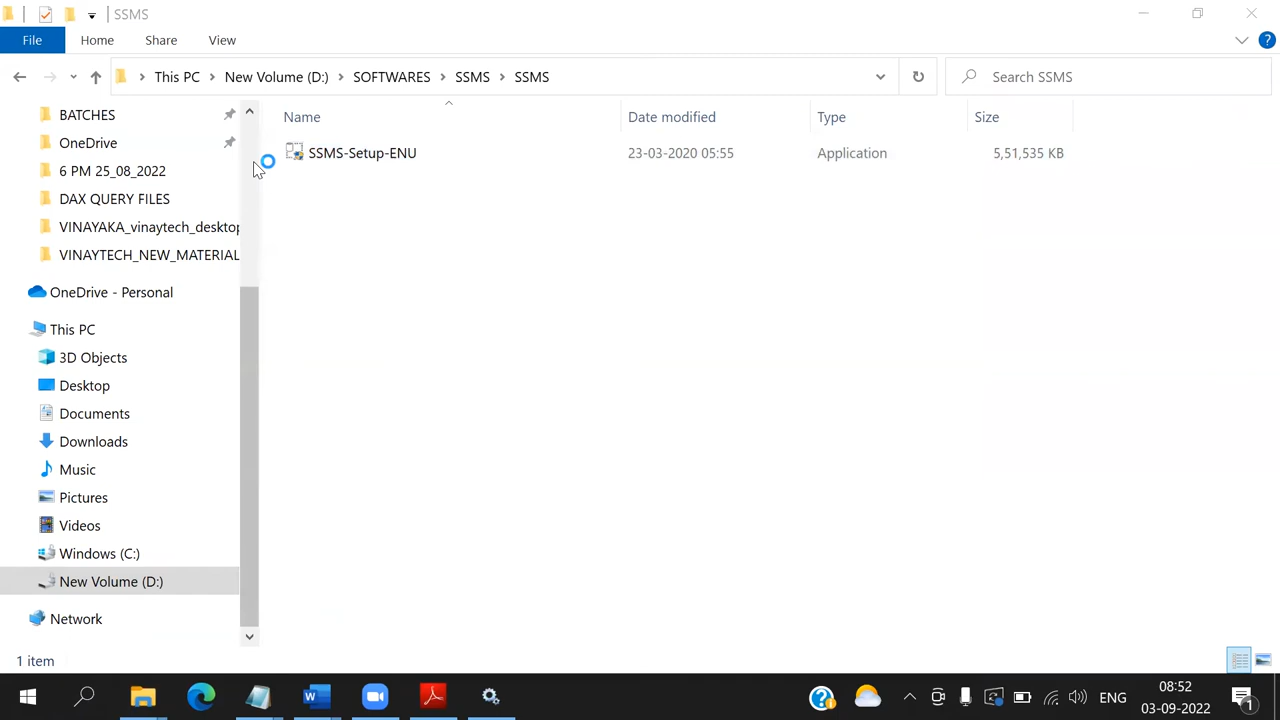 SSMS
File Home Share View
This PC New Volume (D:) SOFTWARES SSMS SSMS
Search SSMS
Name Date modified Type Size
SSMS-Setup-ENU 23-03-2020 05:55 Application 5,51,535 KB
BATCHES
OneDrive
6 PM 25_08_2022
DAX QUERY FILES
VINAYAKA_vinaytech_desktop
VINAYTECH_NEW_MATERIAL
OneDrive - Personal
This PC
3D Objects
Desktop
Documents
Downloads
Music
Pictures
Videos
Windows (C:)
New Volume (D:)
Network
1 item
ENG
08:52
03-09-2022
1